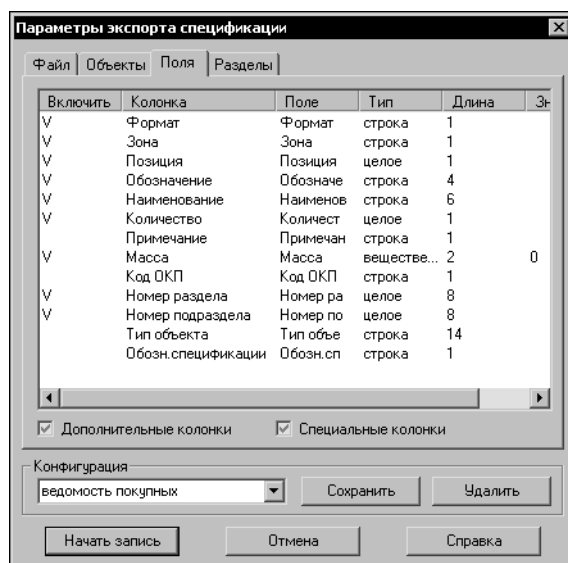 Параметры экспорта спецификации
Файл Объекты Поля Разделы
Включить Колонка Поле Тип Длина Зн
V Формат Формат строка 1
V Зона Зона строка 1
V Позиция Позиция целое 1
V Обозначение Обозначе строка 4
V Наименование Наименов строка 6
V Количество Количест целое 1
Примечание Примечан строка 1
V Масса Масса веществе... 2 0
Код ОКП Код ОКП строка 1
V Номер раздела Номер ра целое 8
V Номер подраздела Номер по целое 8
Тип объекта Тип объе строка 14
Обозн.спецификации Обозн.сп строка 1
Дополнительные колонки Специальные колонки
Конфигурация
ведомость покупных Сохранить Удалить
Начать запись Отмена Справка